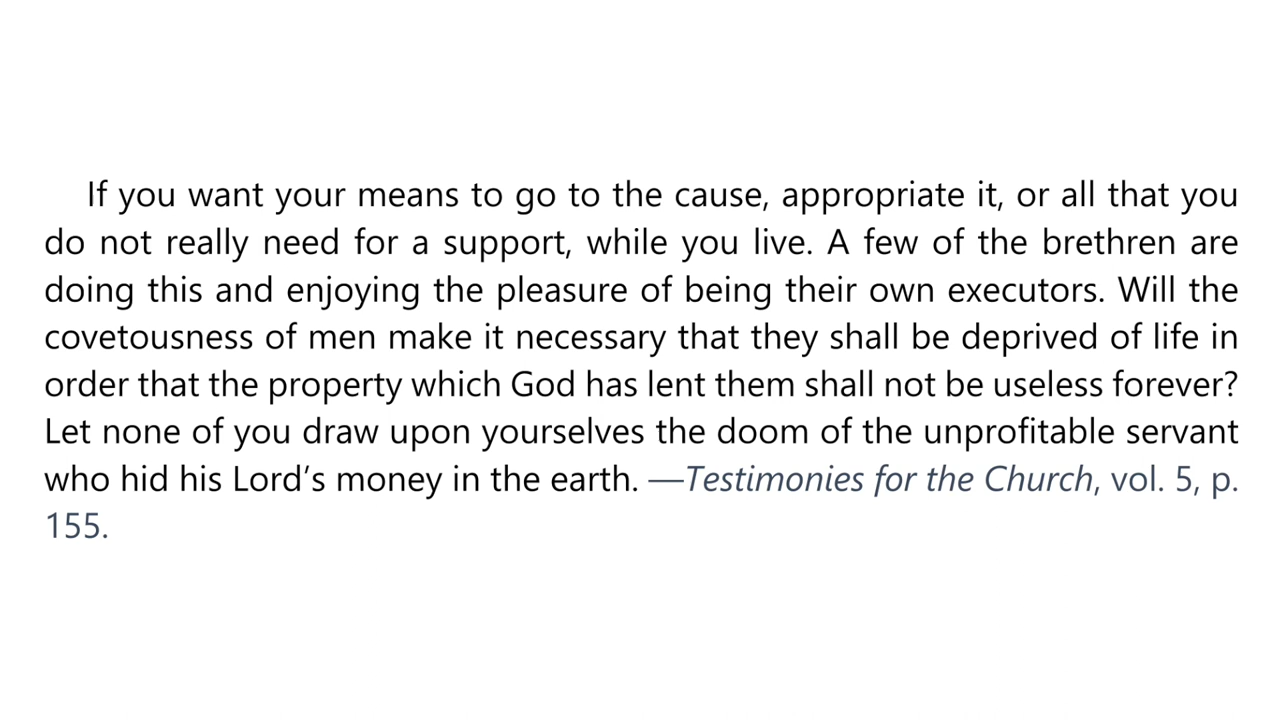 If you want your means to go to the cause, appropriate it, or all that you
do not really need for a support, while you live. A few of the brethren are
doing this and enjoying the pleasure of being their own executors. Will the
covetousness of men make it necessary that they shall be deprived of life in
order that the property which God has lent them shall not be useless forever?
Let none of you draw upon yourselves the doom of the unprofitable servant
who hid his Lord’s money in the earth. —Testimonies for the Church, vol. 5, p.
155.